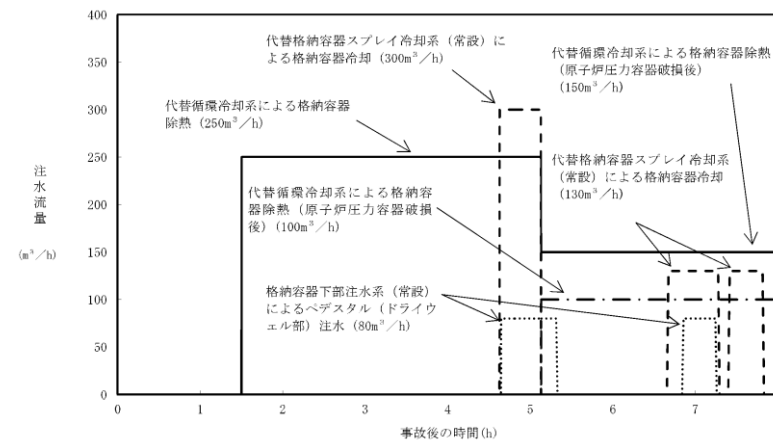 400
350
300
250
200
150
100
50
0
注水流量
(m³／h)
0
1
2
3
4
5
6
7
事故後の時間(h)
代替格納容器スプレイ冷却系（常設）に
よる格納容器冷却（300m³／h）
代替循環冷却系による格納容器除熱
（原子炉圧力容器破損後）
（150m³／h）
代替循環冷却系による格納容器
除熱（250m³／h）
代替格納容器スプレイ冷却系
（常設）による格納容器冷却
（130m³／h）
代替循環冷却系による格納容
器除熱（原子炉圧力容器破損
後）（100m³／h）
格納容器下部注水系（常設）
によるペデスタル（ドライウ
ェル部）注水（80m³／h）